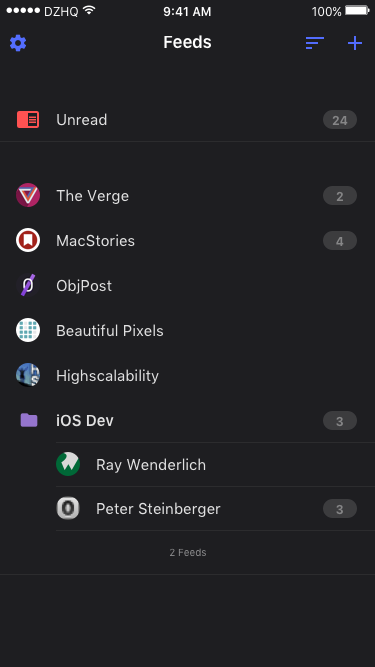 DZHQ 9:41 AM 100%
Feeds
Unread 24
The Verge 2
MacStories 4
ObjPost
Beautiful Pixels
Highscalability
iOS Dev 3
Ray Wenderlich
Peter Steinberger 3
2 Feeds